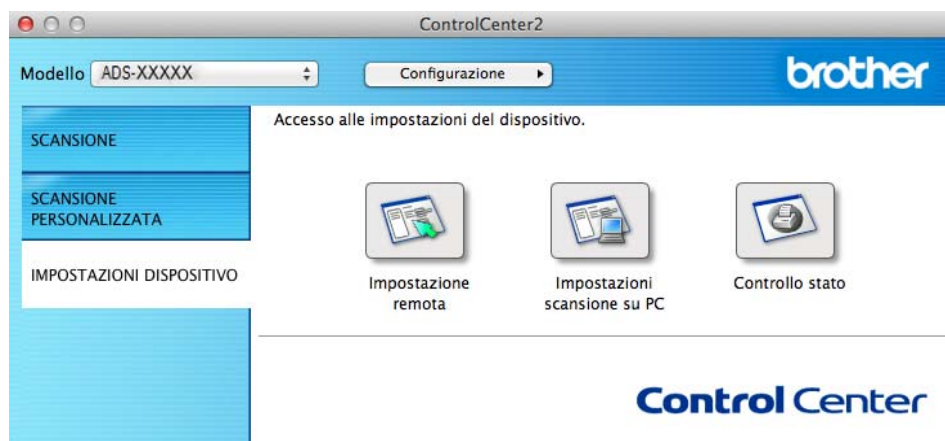 ControlCenter2
Modello ADS-XXXXX Configurazione brother
SCANSIONE
SCANSIONE
PERSONALIZZATA
IMPOSTAZIONI DISPOSITIVO
Accesso alle impostazioni del dispositivo.
Impostazione
remota
Impostazioni
scansione su PC
Controllo stato
Control Center